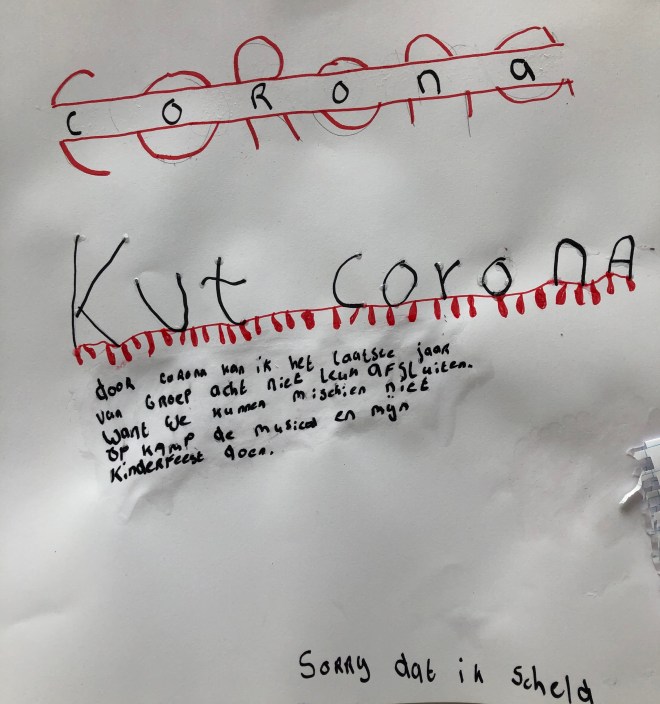 CORONa
Kut CoronA
door corona kan ik het laatste jaar
van Groep acht niet leuk afsluiten.
want we kunnen mischien niet
op kamp de musical en mijn
Kinderfeest doen.
SORRY dat ik scheld